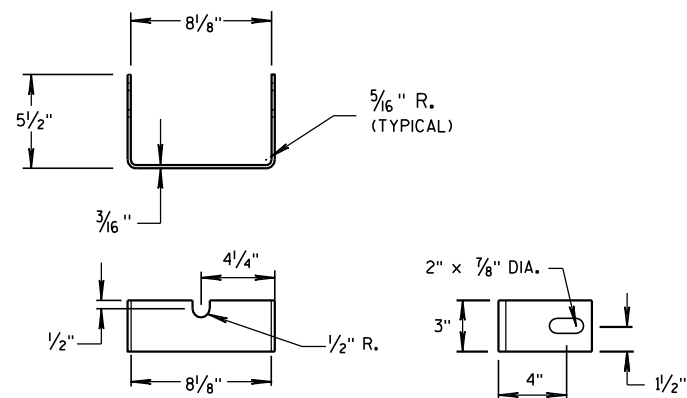 8 1/8"
5 1/2"
5/16" R.
(TYPICAL)
3/16"
4 1/4"
1/2"
1/2" R.
8 1/8"
2" x 7/8" DIA.
3"
4"
1 1/2"